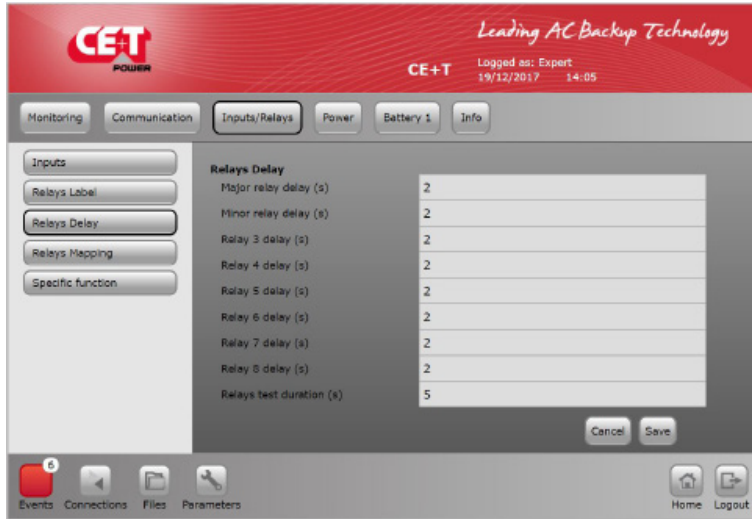 Leading AC Backup Technology
CE+T
POWER
CE+T
Logged as: Expert
19/12/2017 14:05
Monitoring
Communication
Inputs/Relays
Power
Battery 1
Info
Inputs
Relays Label
Relays Delay
Relays Mapping
Specific function
Relays Delay
Major relay delay (s) 2
Minor relay delay (s) 2
Relay 3 delay (s) 2
Relay 4 delay (s) 2
Relay 5 delay (s) 2
Relay 6 delay (s) 2
Relay 7 delay (s) 2
Relay 8 delay (s) 2
Relays test duration (s) 5
Cancel
Save
6
Events
Connections
Files
Parameters
Home
Logout